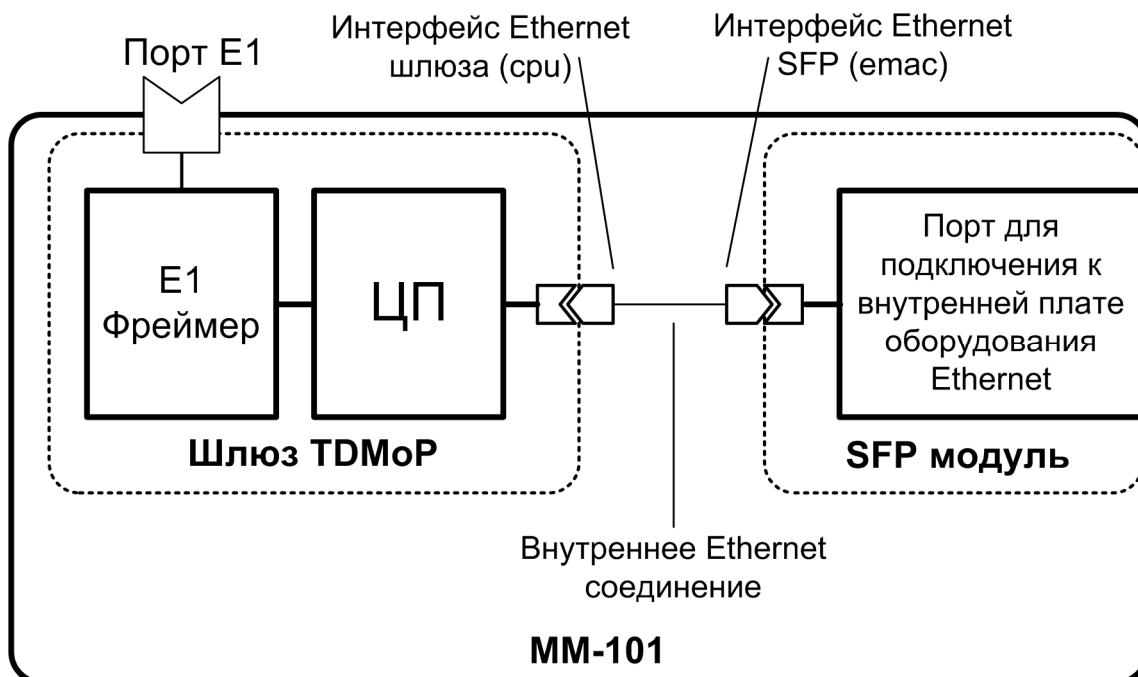 Порт E1
Интерфейс Ethernet
шлюза (cpu)
Интерфейс Ethernet
SFP (emac)
E1
Фреймер
ЦП
Порт для
подключения к
внутренней плате
оборудования
Ethernet
Шлюз TDMoP
SFP модуль
Внутреннее Ethernet
соединение
ММ-101